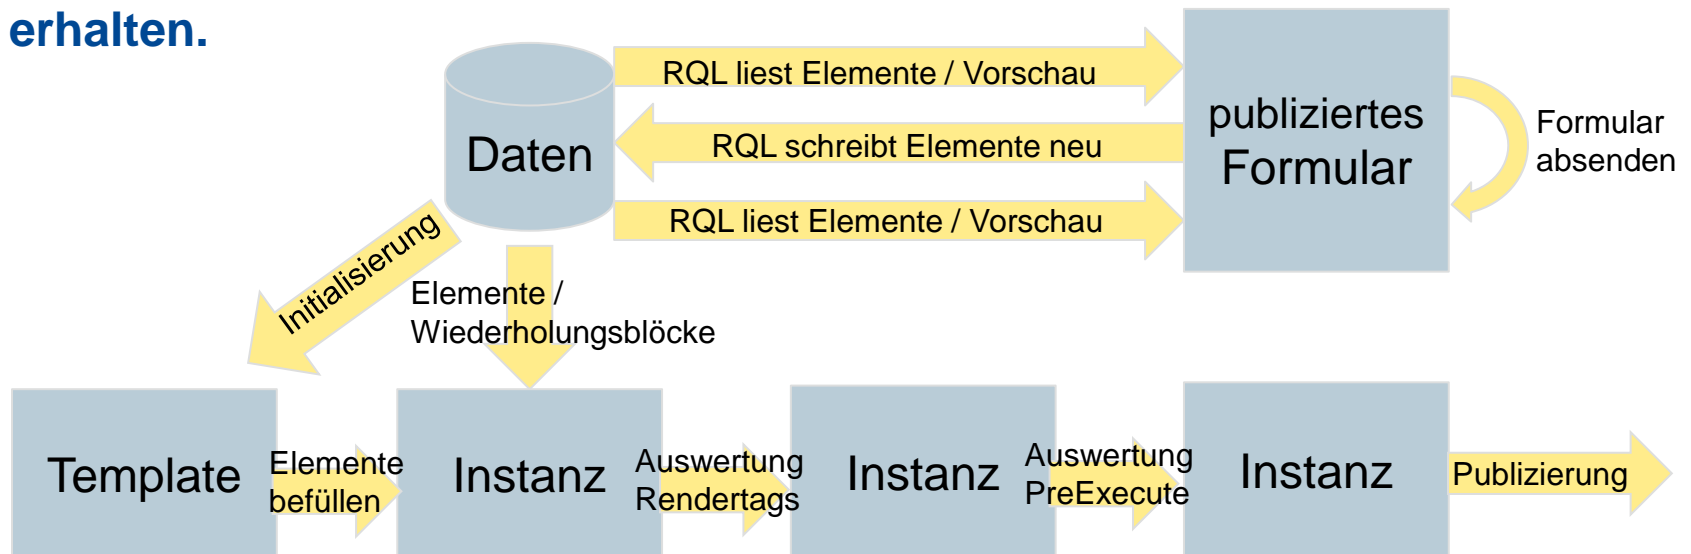 erhalten.
RQL liest Elemente / Vorschau
Daten
RQL schreibt Elemente neu
publiziertes
Formular
Formular
absenden
RQL liest Elemente / Vorschau
Initialisierung
Elemente /
Wiederholungsblöcke
Template
Elemente
befüllen
Instanz
Auswertung
Rendertags
Instanz
Auswertung
PreExecute
Instanz
Publizierung